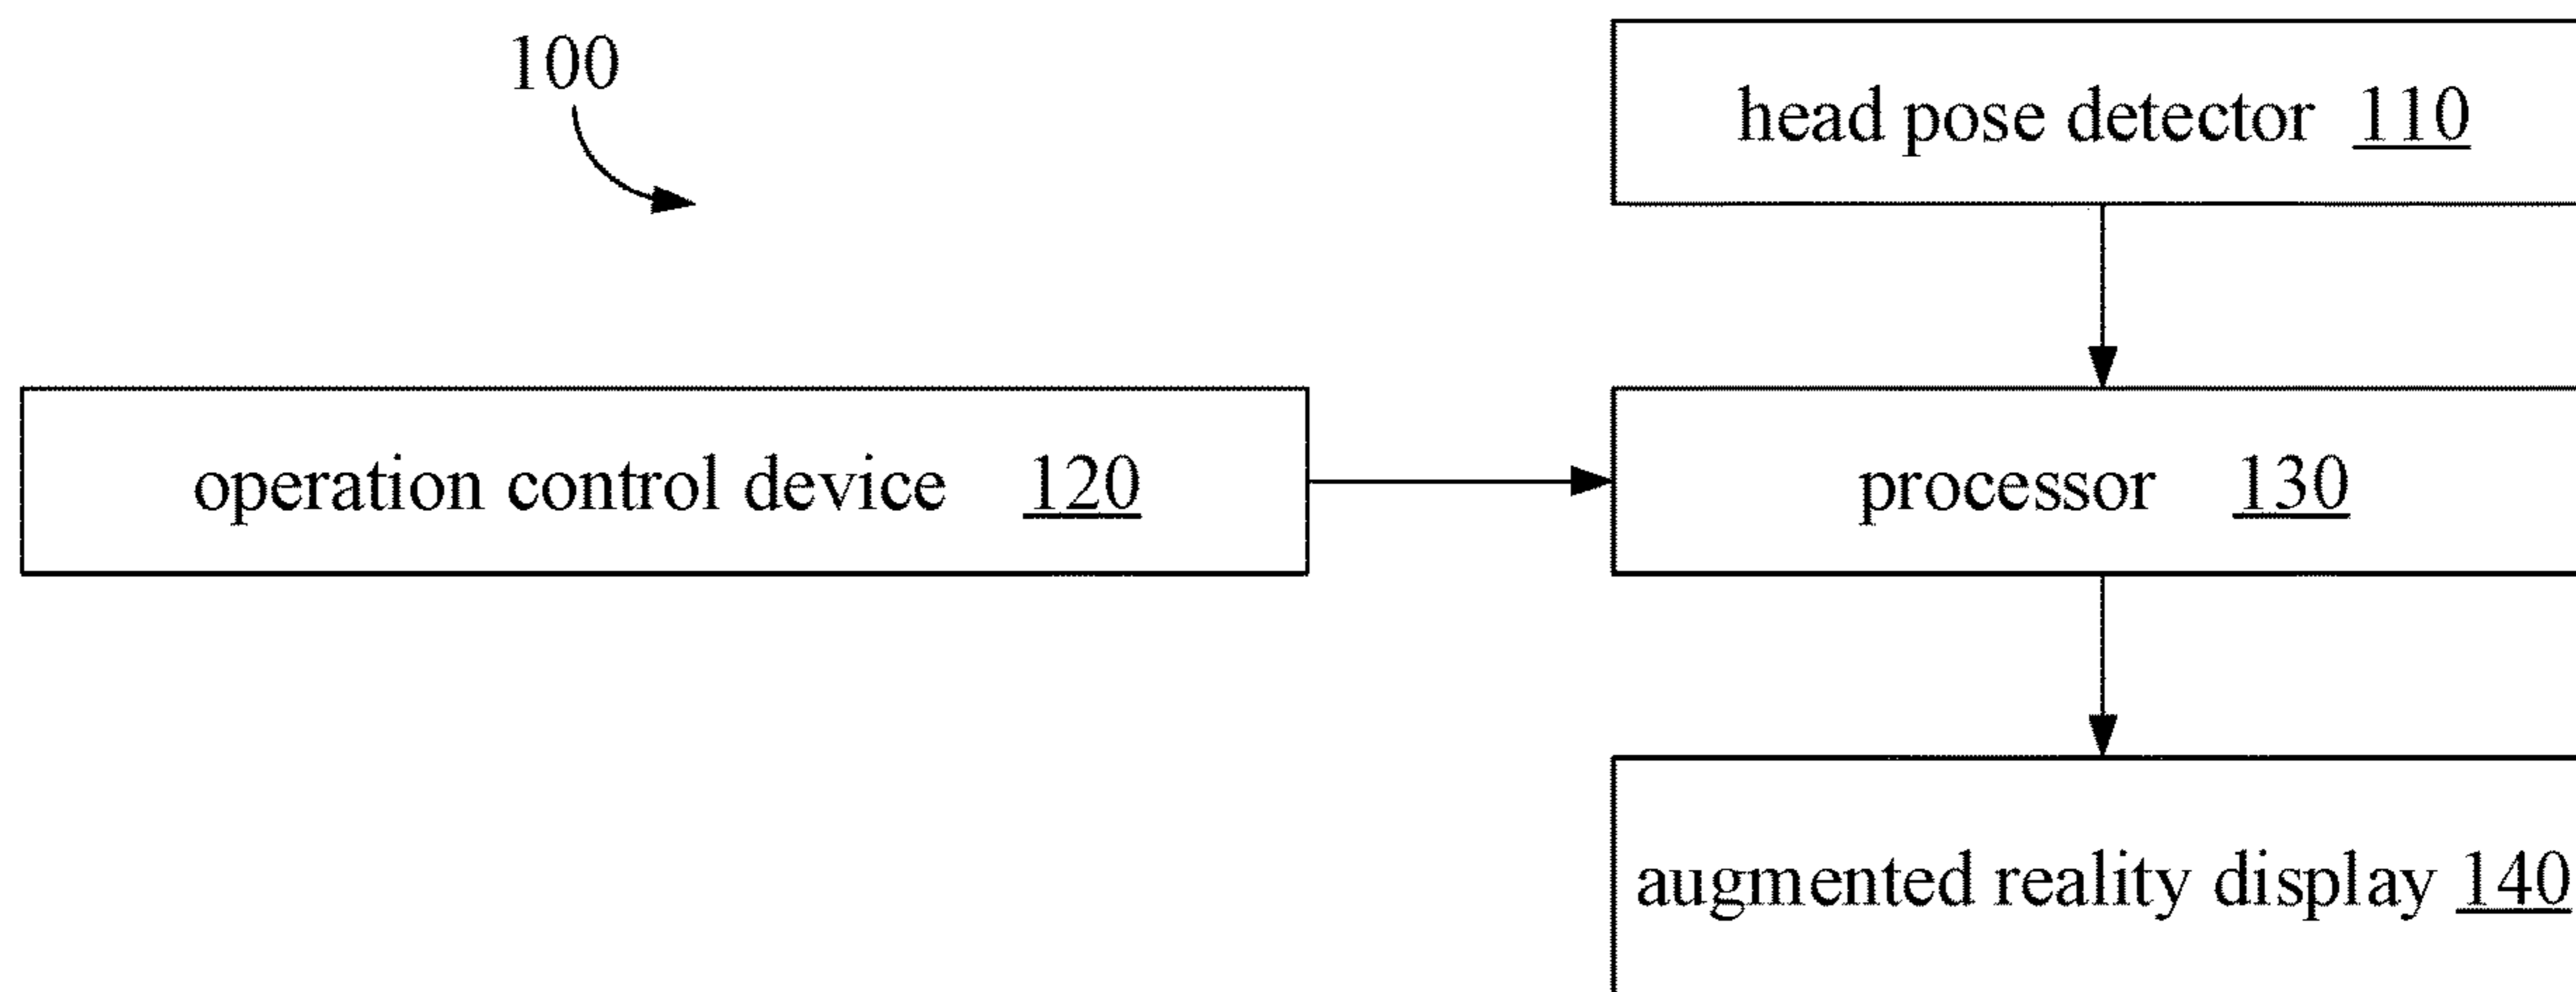 100
head pose detector 110
operation control device 120
processor 130
augmented reality display 140